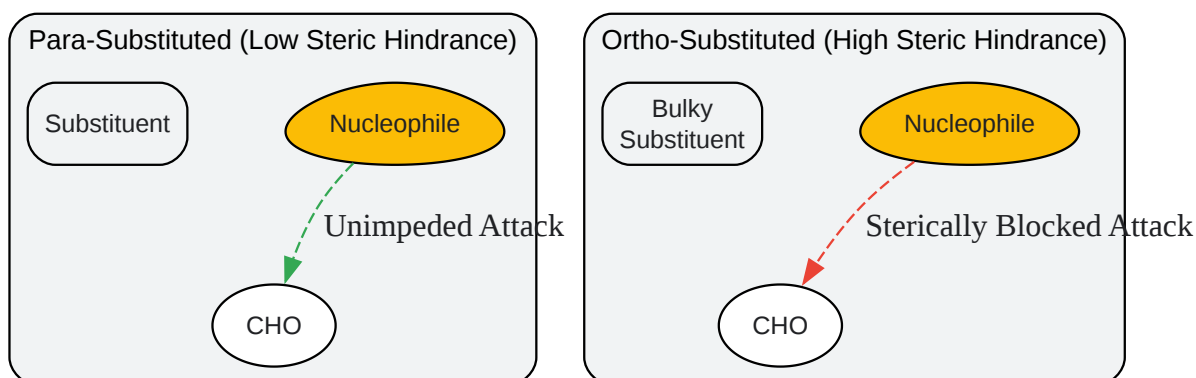 Para-Substituted (Low Steric Hindrance)
Substituent
Nucleophile
Unimpeded Attack
CHO
Ortho-Substituted (High Steric Hindrance)
Bulky
Substituent
Nucleophile
Sterically Blocked Attack
CHO